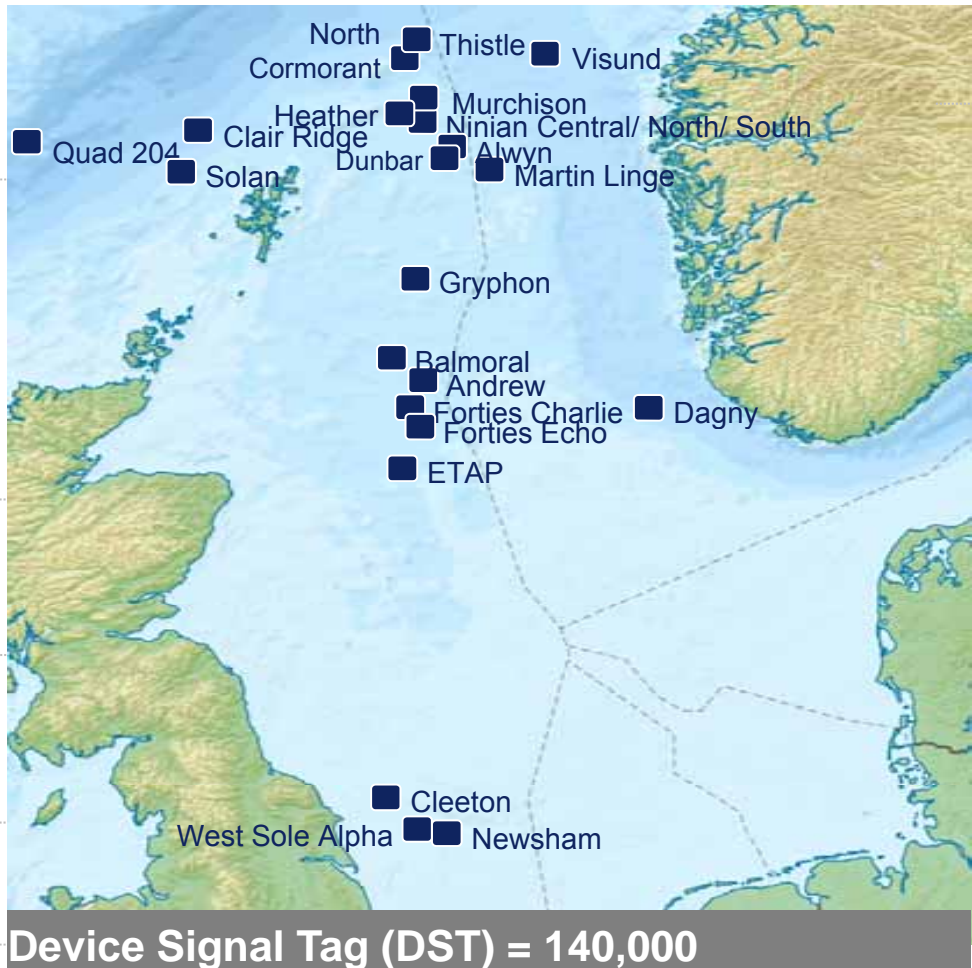 North
Cormorant
Thistle
Visund
Murchison
Heather
Ninian Central/ North/ South
Clair Ridge
Quad 204
Alwyn
Dunbar
Solan
Martin Linge
Gryphon
Balmoral
Andrew
Forties Charlie
Dagny
Forties Echo
ETAP
Cleeton
West Sole Alpha
Newsham
Device Signal Tag (DST) = 140,000